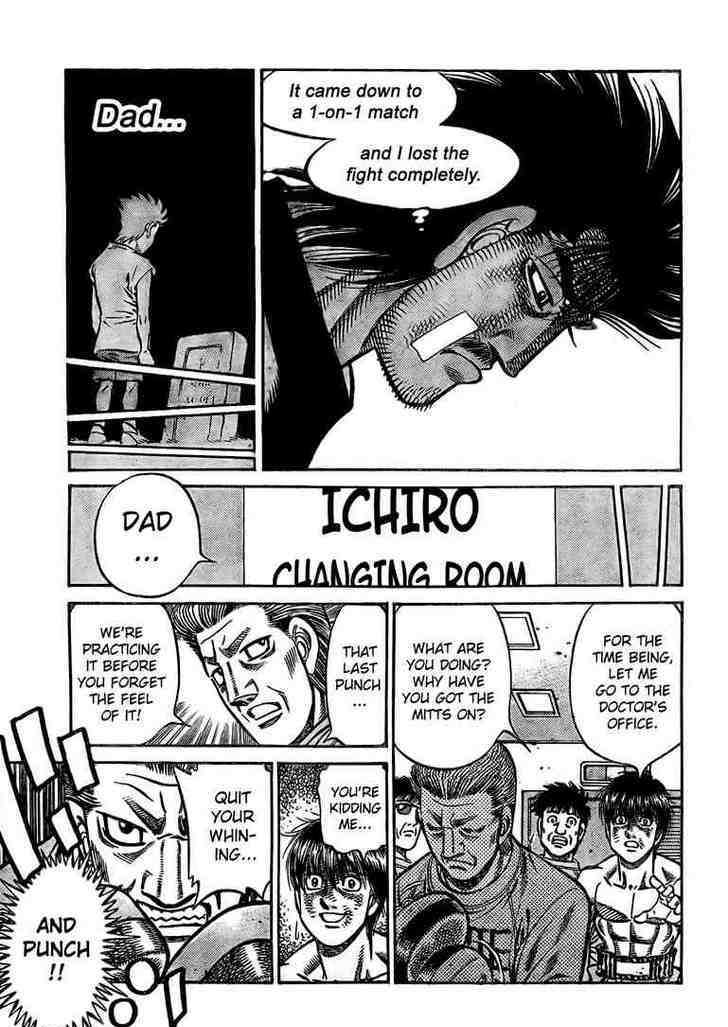 It came down to
a 1-on-1 match
and I lost the
fight completely.
Dad...
ICHIRO
CHANGING ROOM
DAD
...
FOR THE
TIME BEING,
LET ME
GO TO THE
DOCTOR'S
OFFICE.
WHAT ARE
YOU DOING?
WHY HAVE
YOU GOT THE
MITTS ON?
THAT
LAST
PUNCH
...
WE'RE
PRACTICING
IT BEFORE
YOU FORGET
THE FEEL
OF IT!
YOU'RE
KIDDING
ME...
QUIT
YOUR
WHIN-
ING...
AND
PUNCH
!!